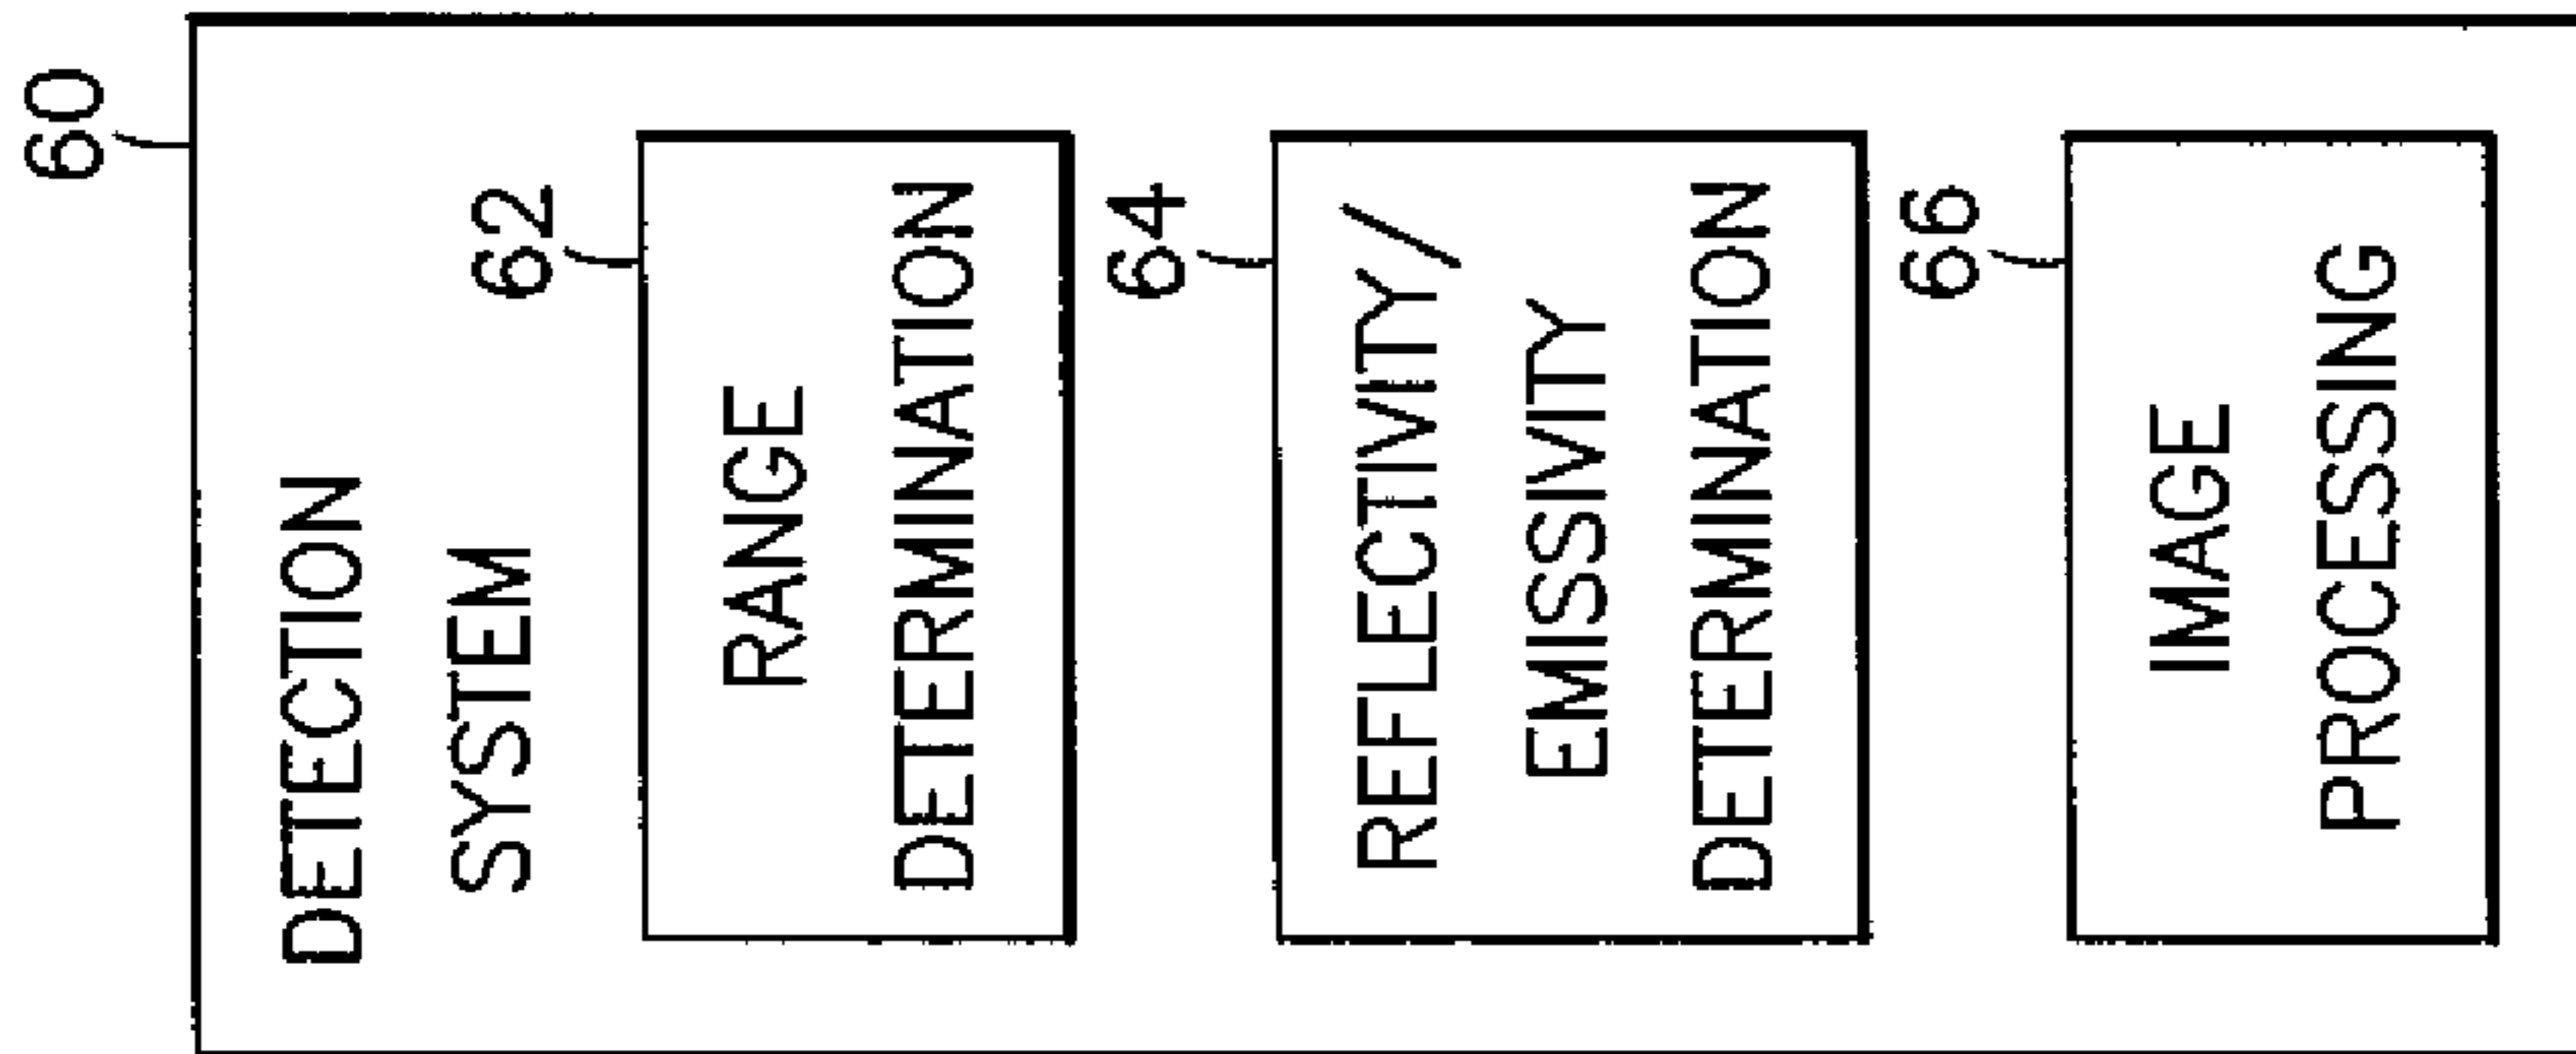 60
DETECTION
SYSTEM
62
RANGE
DETERMINATION
64
REFLECTIVITY/
EMISSIVITY
DETERMINATION
66
IMAGE
PROCESSING